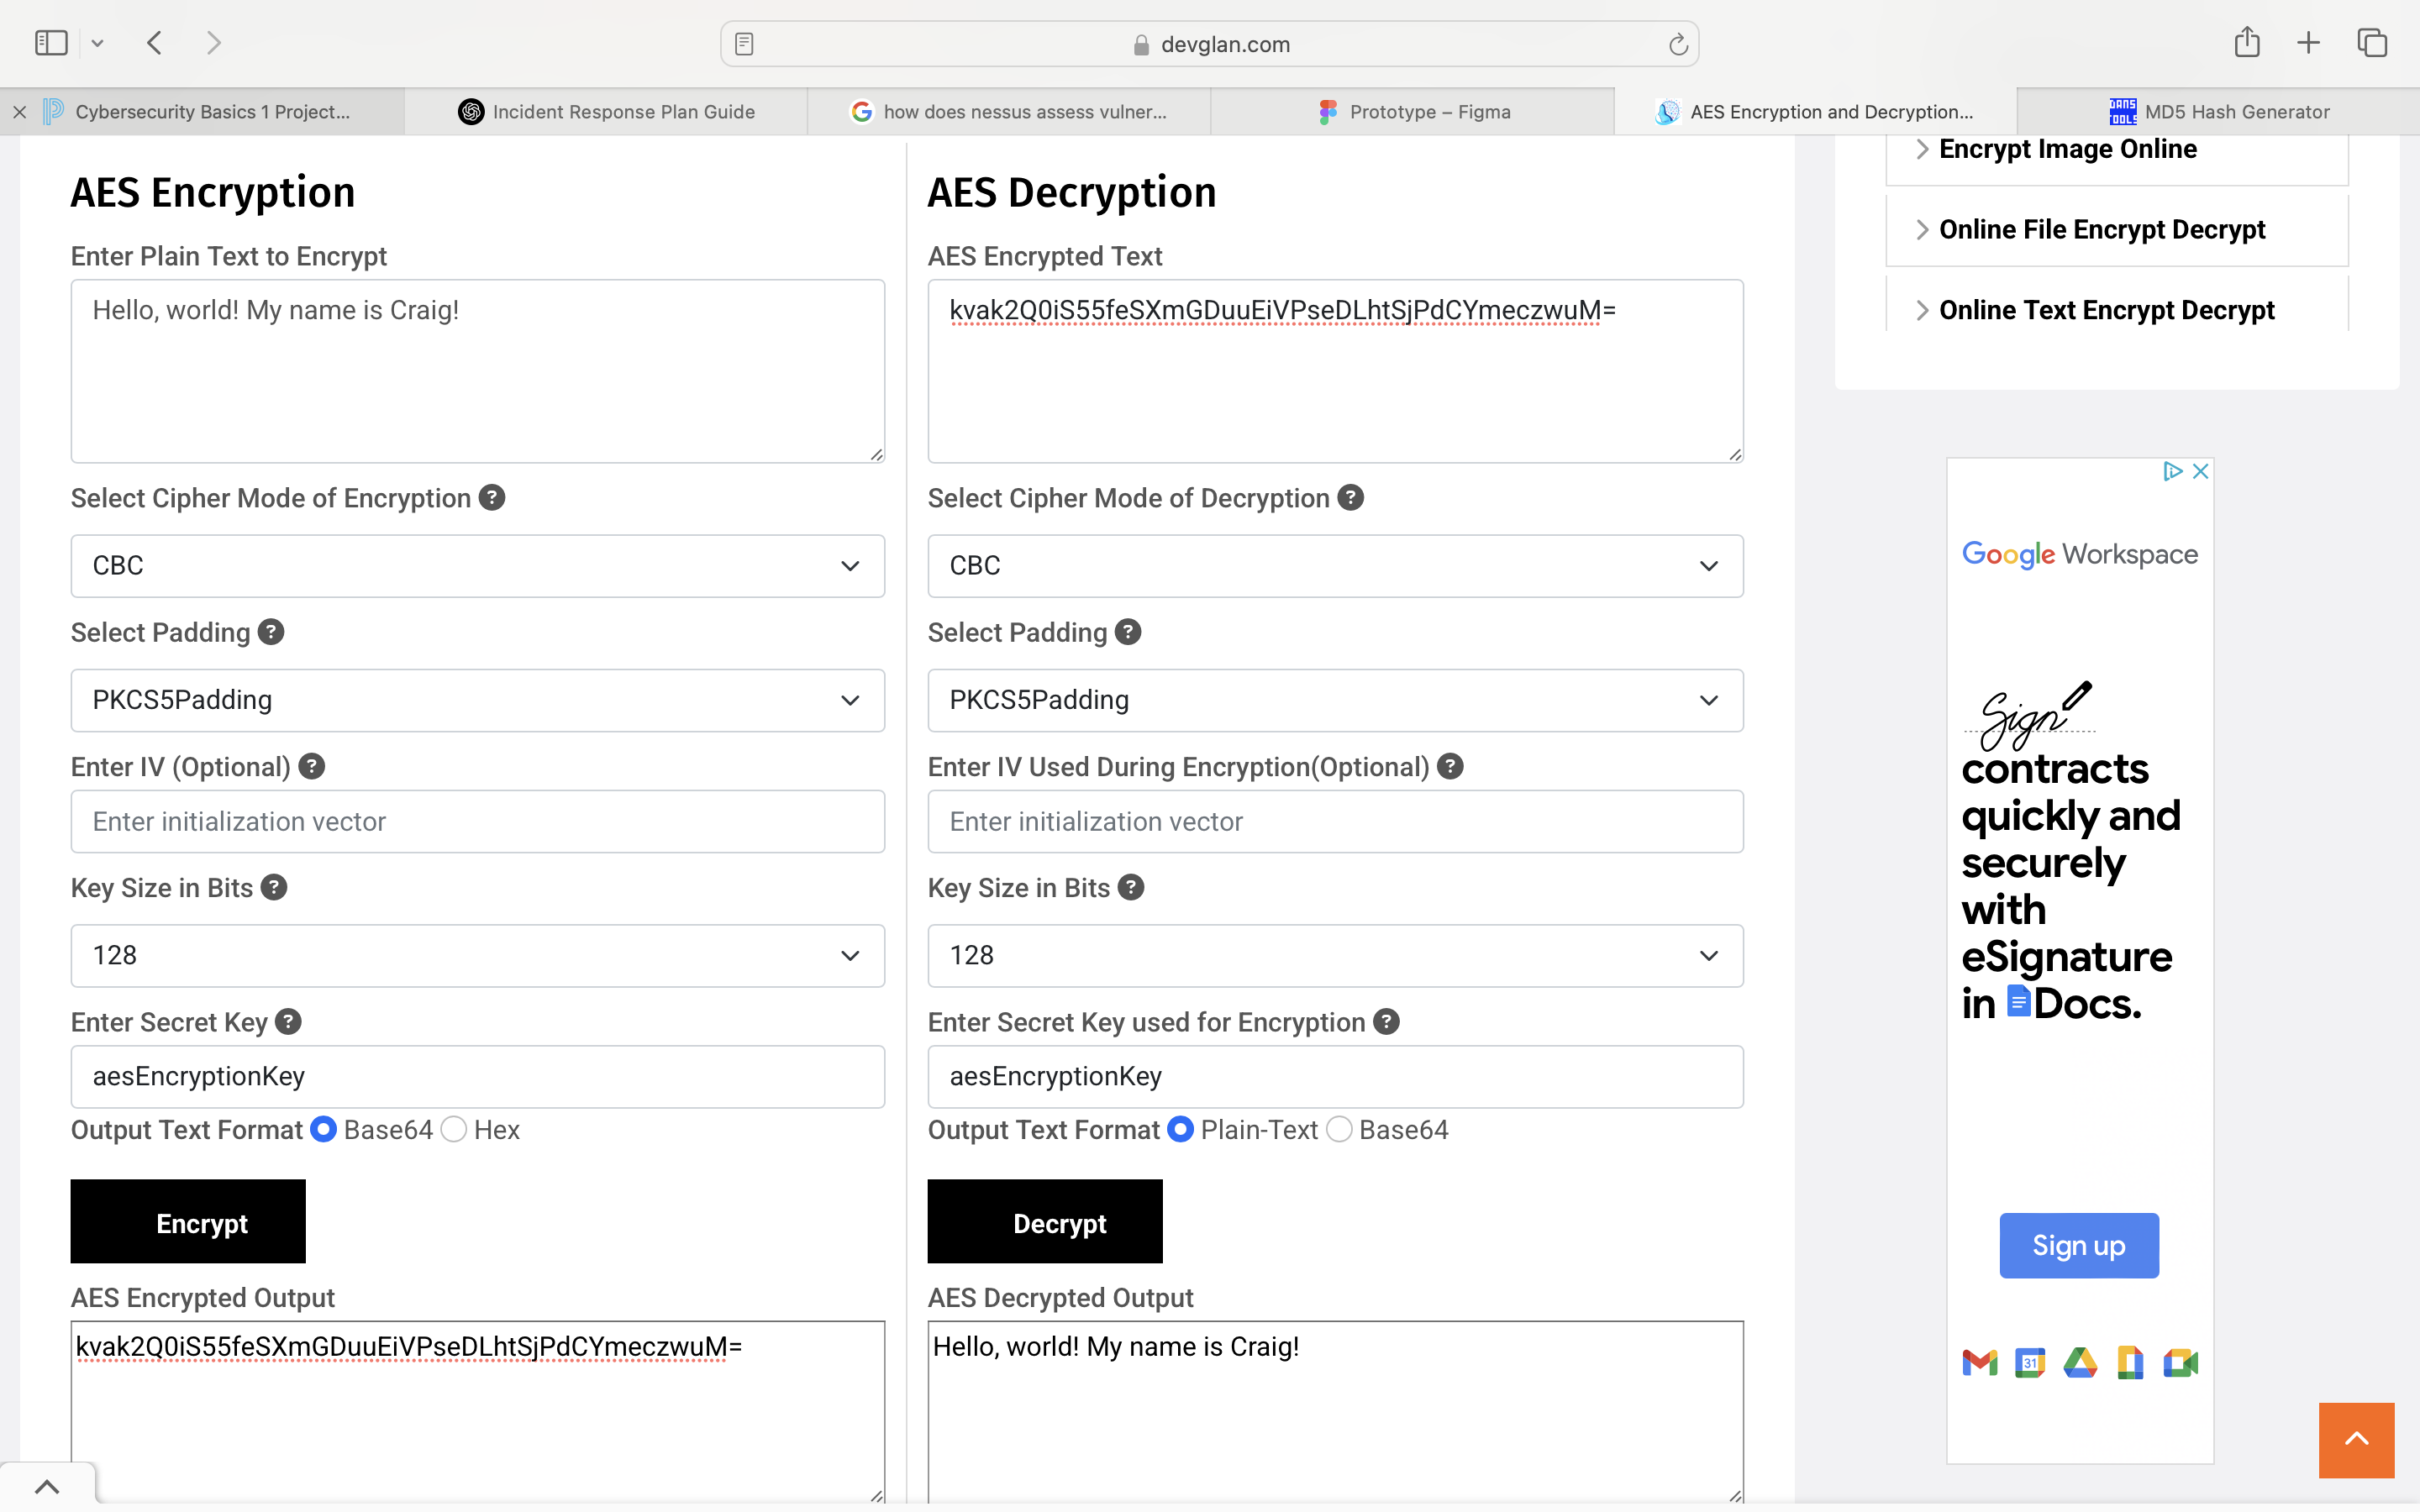 devglan.com
Cybersecurity Basics 1 Project...
Incident Response Plan Guide
how does nessus assess vulner...
Prototype – Figma
AES Encryption and Decryption...
DANS TOOLS
MD5 Hash Generator
AES Encryption
Enter Plain Text to Encrypt
Hello, world! My name is Craig!
Select Cipher Mode of Encryption ?
CBC
Select Padding ?
PKCS5Padding
Enter IV (Optional) ?
Enter initialization vector
Key Size in Bits ?
128
Enter Secret Key ?
aesEncryptionKey
Output Text Format Base64 Hex
Encrypt
AES Encrypted Output
kvak2Q0iS55feSXmGDuuEiVPseDLhtSjPdCYmeczwuM=
AES Decryption
AES Encrypted Text
kvak2Q0iS55feSXmGDuuEiVPseDLhtSjPdCYmeczwuM=
Select Cipher Mode of Decryption ?
CBC
Select Padding ?
PKCS5Padding
Enter IV Used During Encryption(Optional) ?
Enter initialization vector
Key Size in Bits ?
128
Enter Secret Key used for Encryption ?
aesEncryptionKey
Output Text Format Plain-Text Base64
Decrypt
AES Decrypted Output
Hello, world! My name is Craig!
Encrypt Image Online
Online File Encrypt Decrypt
Online Text Encrypt Decrypt
Google Workspace
Sign
contracts
quickly and
securely
with
eSignature
in Docs.
Sign up
31